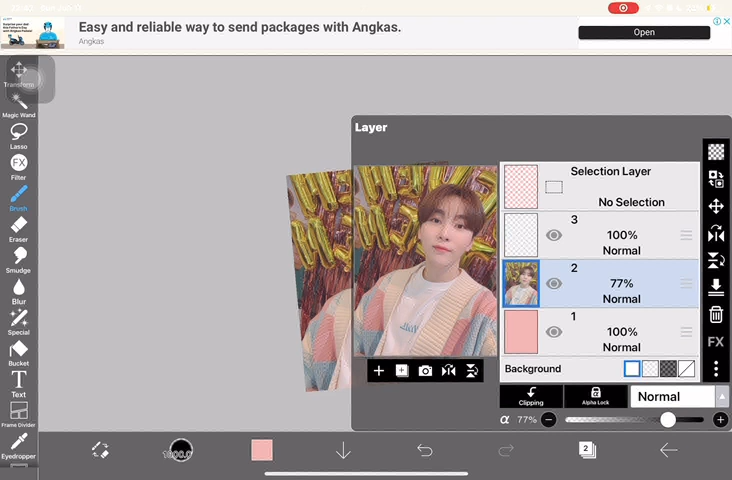 Easy and reliable way to send packages with Angkas.
Angkas
Open
Transform
Magic Wand
Lasso
FX
Filter
Brush
Eraser
Smudge
Blur
Special
Bucket
T
Text
Frame Divider
Eyedropper
Layer
Selection Layer
No Selection
3
100%
Normal
2
77%
Normal
1
100%
Normal
Background
FX
Clipping
Alpha Lock
Normal
α 77%
2